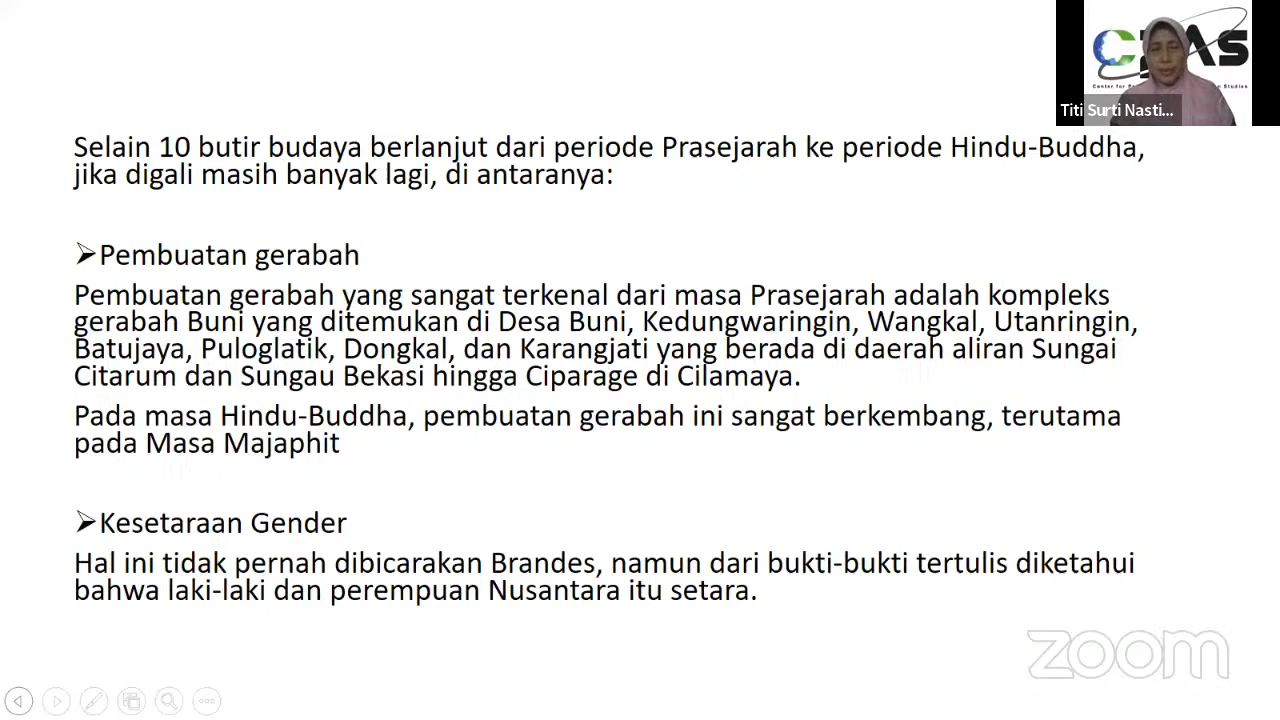 Titi Surti Nasti...
Selain 10 butir budaya berlanjut dari periode Prasejarah ke periode Hindu-Buddha,
jika digali masih banyak lagi, di antaranya:
➢Pembuatan gerabah
Pembuatan gerabah yang sangat terkenal dari masa Prasejarah adalah kompleks
gerabah Buni yang ditemukan di Desa Buni, Kedungwaringin, Wangkal, Utanringin,
Batujaya, Puloglatik, Dongkal, dan Karangjati yang berada di daerah aliran Sungai
Citarum dan Sungau Bekasi hingga Ciparage di Cilamaya.
Pada masa Hindu-Buddha, pembuatan gerabah ini sangat berkembang, terutama
pada Masa Majaphit
➢Kesetaraan Gender
Hal ini tidak pernah dibicarakan Brandes, namun dari bukti-bukti tertulis diketahui
bahwa laki-laki dan perempuan Nusantara itu setara.
zoom